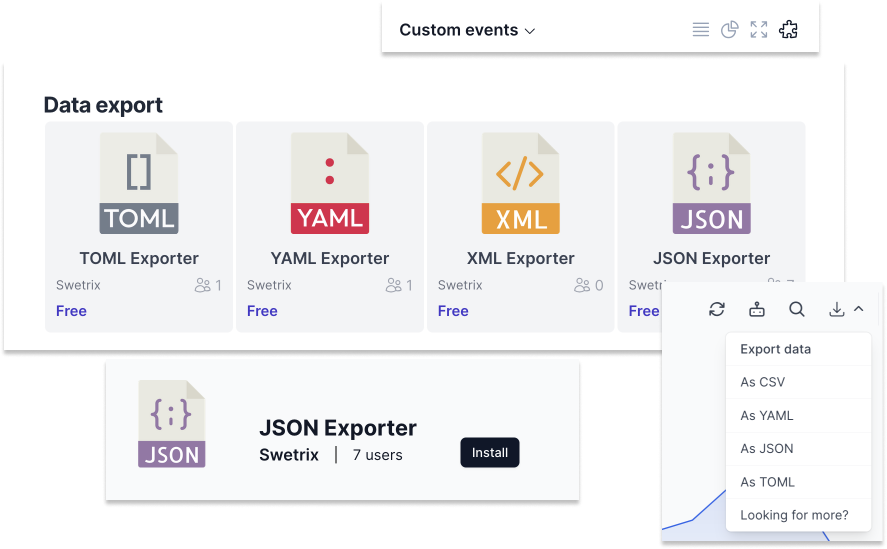 Custom events
Data export
[] TOML
: YAML
</> XML
{;} JSON
TOML Exporter
YAML Exporter
XML Exporter
JSON Exporter
Swetrix 1
Swetrix 1
Swetrix 0
Free
Free
Free
Free
Export data
As CSV
As YAML
As JSON
As TOML
Looking for more?
{;} JSON
JSON Exporter
Swetrix | 7 users
Install